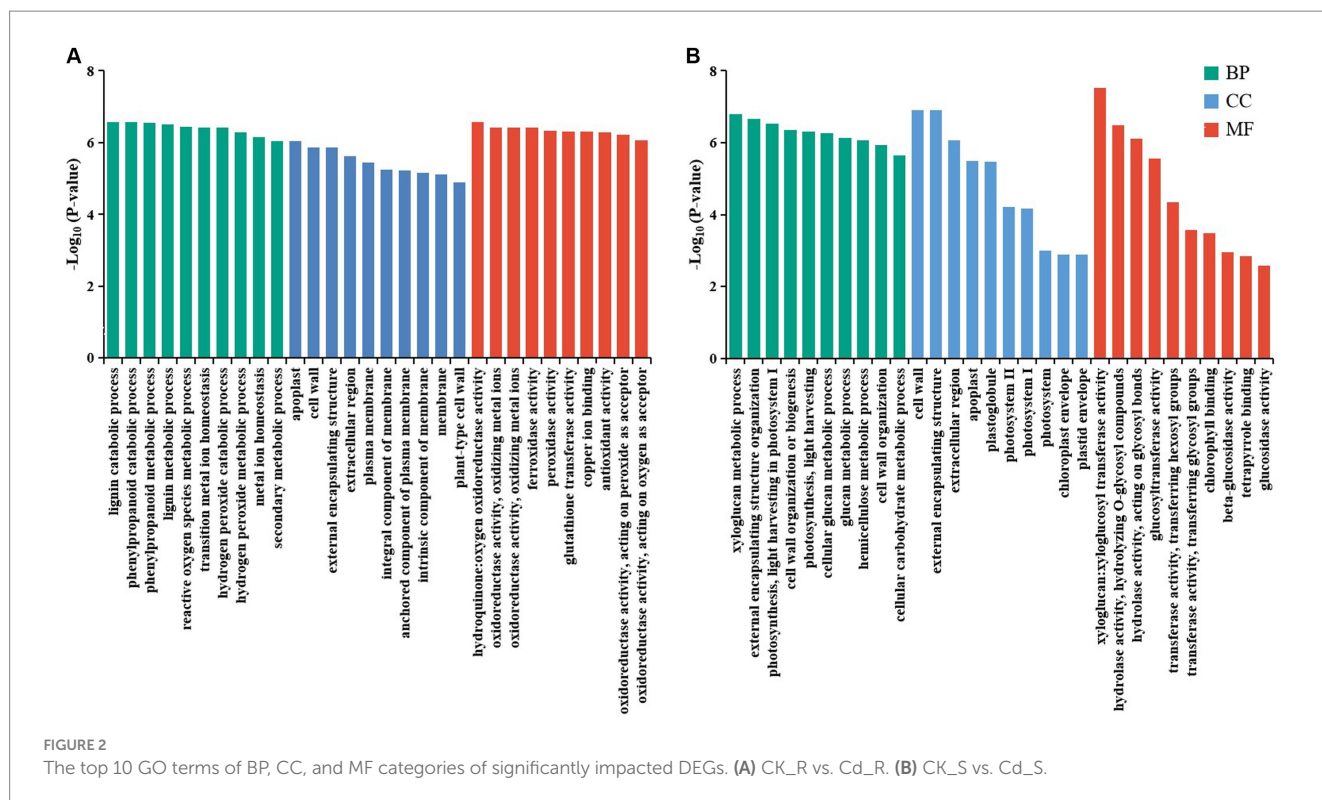 A
B
8
6
4
2
0
-Log10 (P-value)
lignin catabolic process
phenylpropanoid catabolic process
phenylpropanoid metabolic process
lignin metabolic process
reactive oxygen species metabolic process
transition metal ion homeostasis
hydrogen peroxide catabolic process
hydrogen peroxide metabolic process
metal ion homeostasis
secondary metabolic process
apoplast
cell wall
external encapsulating structure
extracellular region
plasma membrane
integral component of membrane
anchored component of plasma membrane
intrinsic component of membrane
membrane
plant-type cell wall
hydroquinone:oxygen oxidoreductase activity
oxidoreductase activity, oxidizing metal ions
oxidoreductase activity, oxidizing metal ions
ferroxidase activity
peroxidase activity
glutathione transferase activity
copper ion binding
antioxidant activity
oxidoreductase activity, acting on peroxide as acceptor
oxidoreductase activity, acting on oxygen as acceptor
8
6
4
2
0
-Log10 (P-value)
BP
CC
MF
xyloglucan metabolic process
external encapsulating structure organization
photosynthesis, light harvesting in photosystem I
cell wall organization or biogenesis
photosynthesis, light harvesting
cellular glucan metabolic process
glucan metabolic process
hemicellulose metabolic process
cell wall organization
cellular carbohydrate metabolic process
cell wall
external encapsulating structure
extracellular region
apoplast
plastoglobule
photosystem II
photosystem I
photosystem
chloroplast envelope
plastid envelope
xyloglucan:xyloglucosyl transferase activity
hydrolase activity, hydrolyzing O-glycosyl compounds
hydrolase activity, acting on glycosyl bonds
glucosyltransferase activity
transferase activity, transferring hexosyl groups
transferase activity, transferring glycosyl groups
chlorophyll binding
beta-glucosidase activity
tetrapyrrole binding
glucosidase activity
FIGURE 2
The top 10 GO terms of BP, CC, and MF categories of significantly impacted DEGs. (A) CK_R vs. Cd_R. (B) CK_S vs. Cd_S.